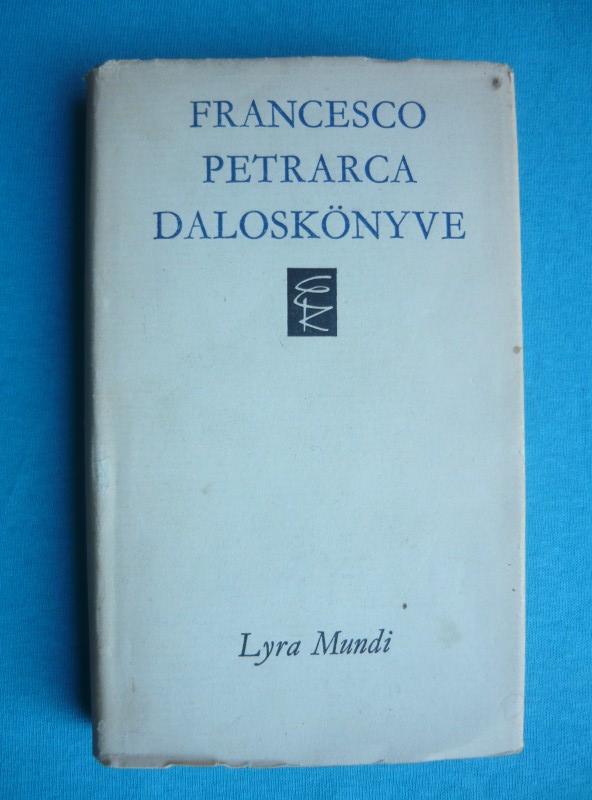 FRANCESCO
PETRARCA
DALOSKÖNYVE
Lyra Mundi